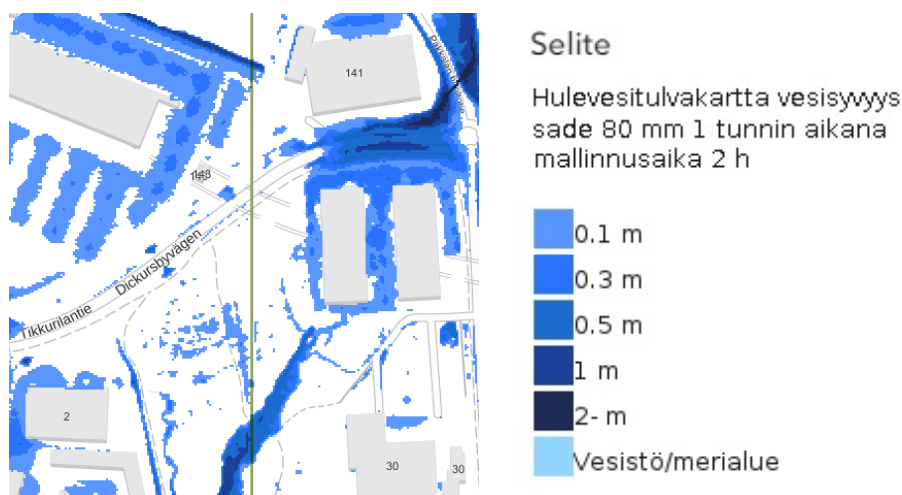 141
148
Dickursbyvägen
Tikkurilantie
2
30
30
Selite
Hulevesitulvakartta vesisyvyys
sade 80 mm 1 tunnin aikana
mallinnusaika 2 h
0.1 m
0.3 m
0.5 m
1 m
2- m
Vesistö/merialue